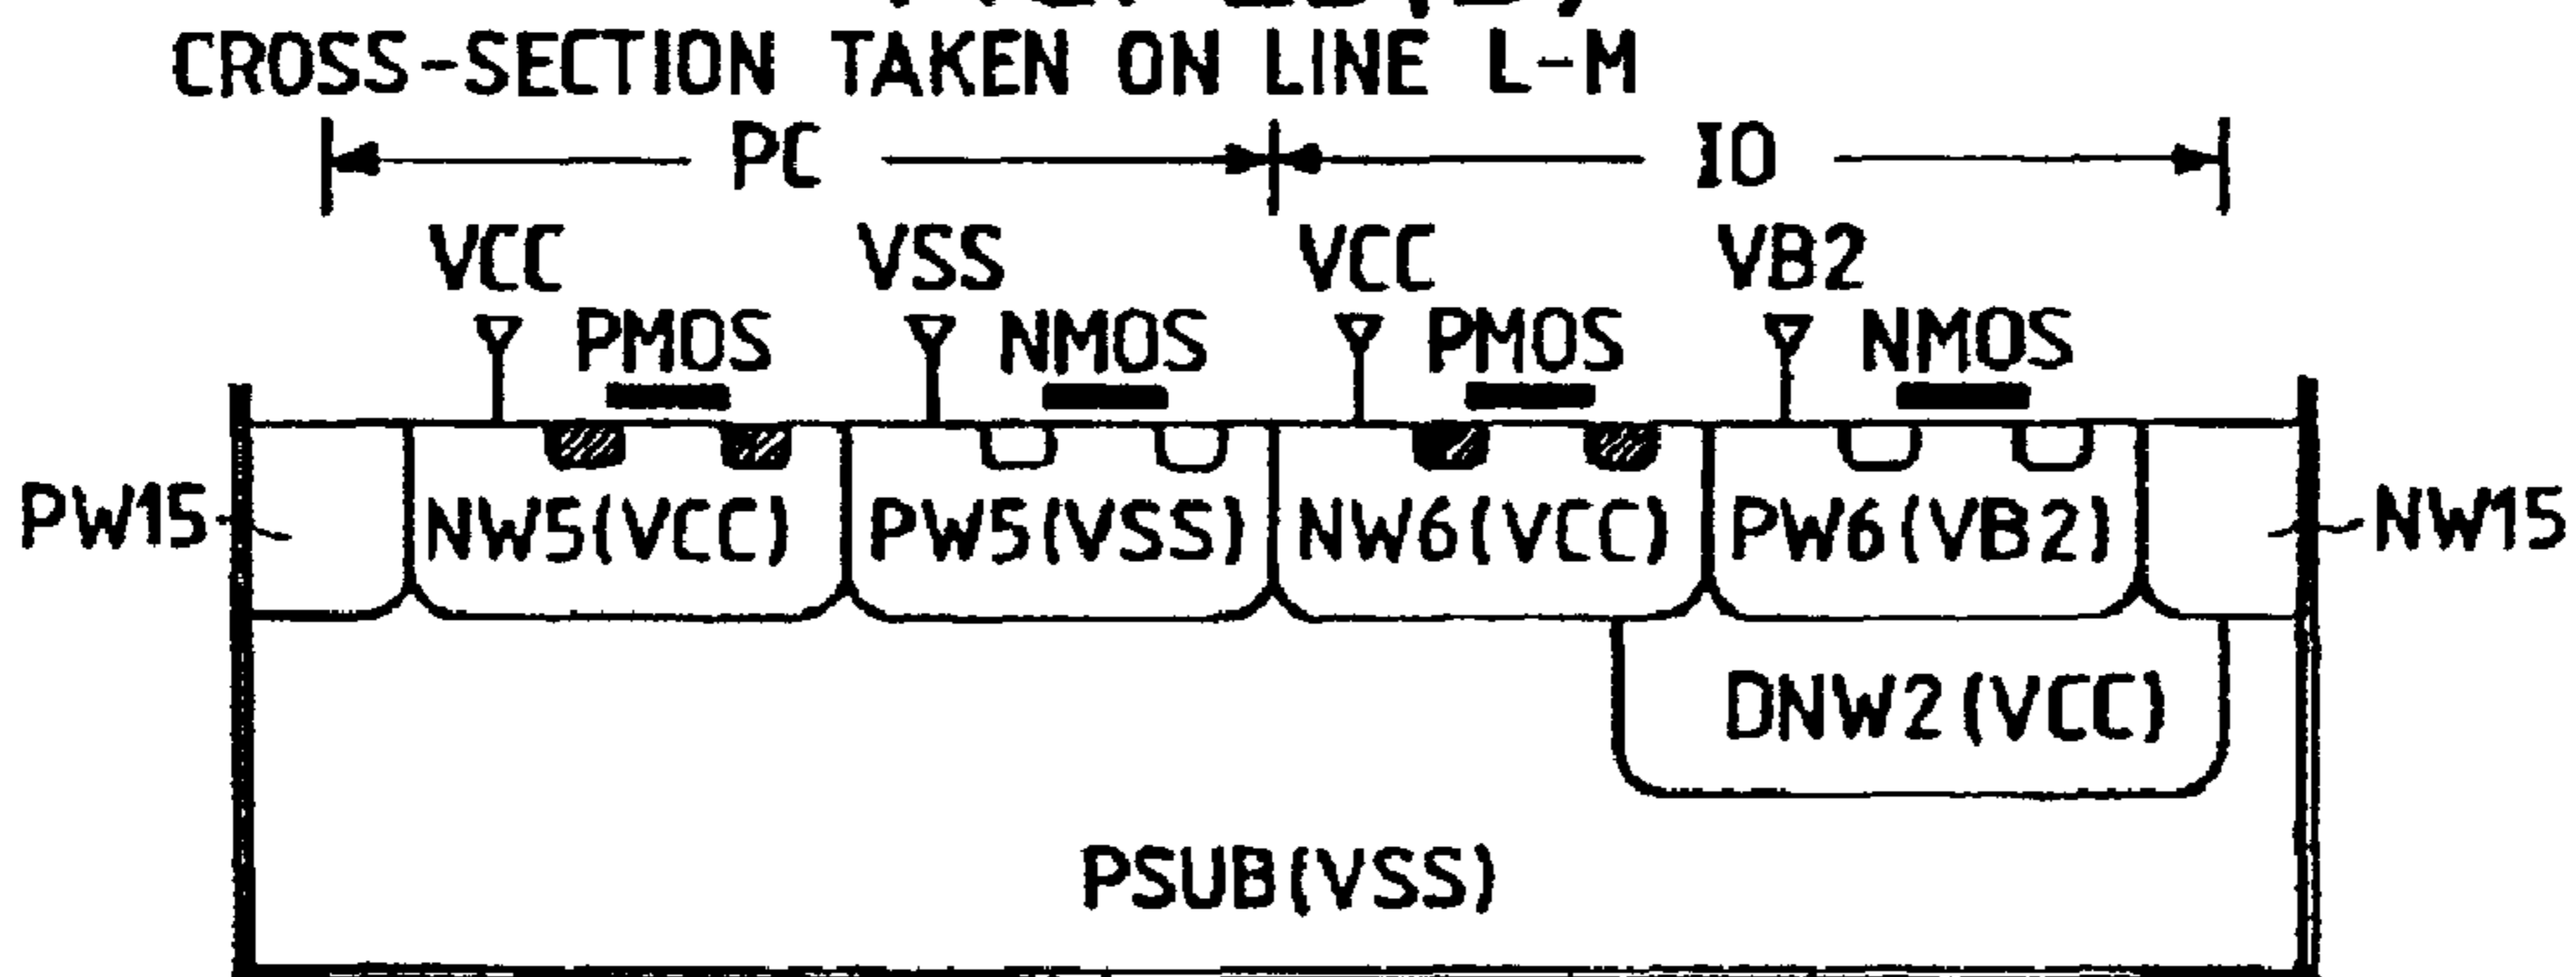 CROSS-SECTION TAKEN ON LINE L-M
PC IO
VCC VSS VCC VB2
PMOS NMOS PMOS NMOS
PW15 NW5(VCC) PW5(VSS) NW6(VCC) PW6(VB2) NW15
DNW2(VCC)
PSUB(VSS)